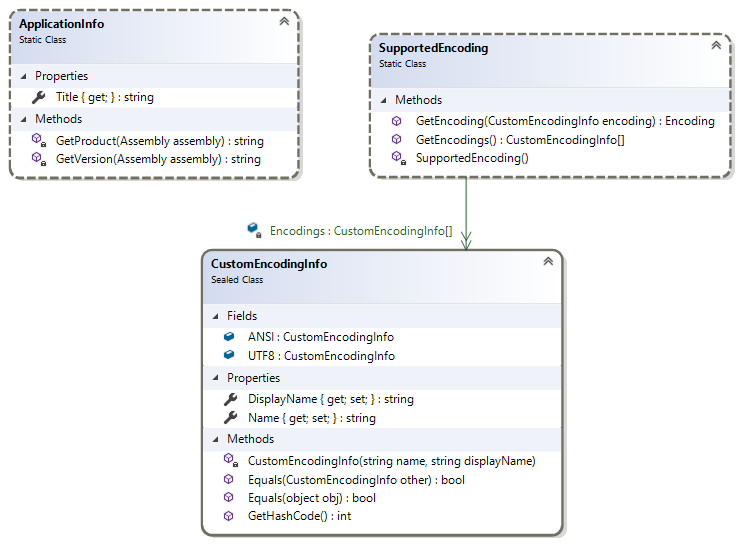 ApplicationInfo
Static Class
Properties
Title { get; } : string
Methods
GetProduct(Assembly assembly) : string
GetVersion(Assembly assembly) : string
SupportedEncoding
Static Class
Methods
GetEncoding(CustomEncodingInfo encoding) : Encoding
GetEncodings() : CustomEncodingInfo[]
SupportedEncoding()
Encodings : CustomEncodingInfo[]
CustomEncodingInfo
Sealed Class
Fields
ANSI : CustomEncodingInfo
UTF8 : CustomEncodingInfo
Properties
DisplayName { get; set; } : string
Name { get; set; } : string
Methods
CustomEncodingInfo(string name, string displayName)
Equals(CustomEncodingInfo other) : bool
Equals(object obj) : bool
GetHashCode() : int